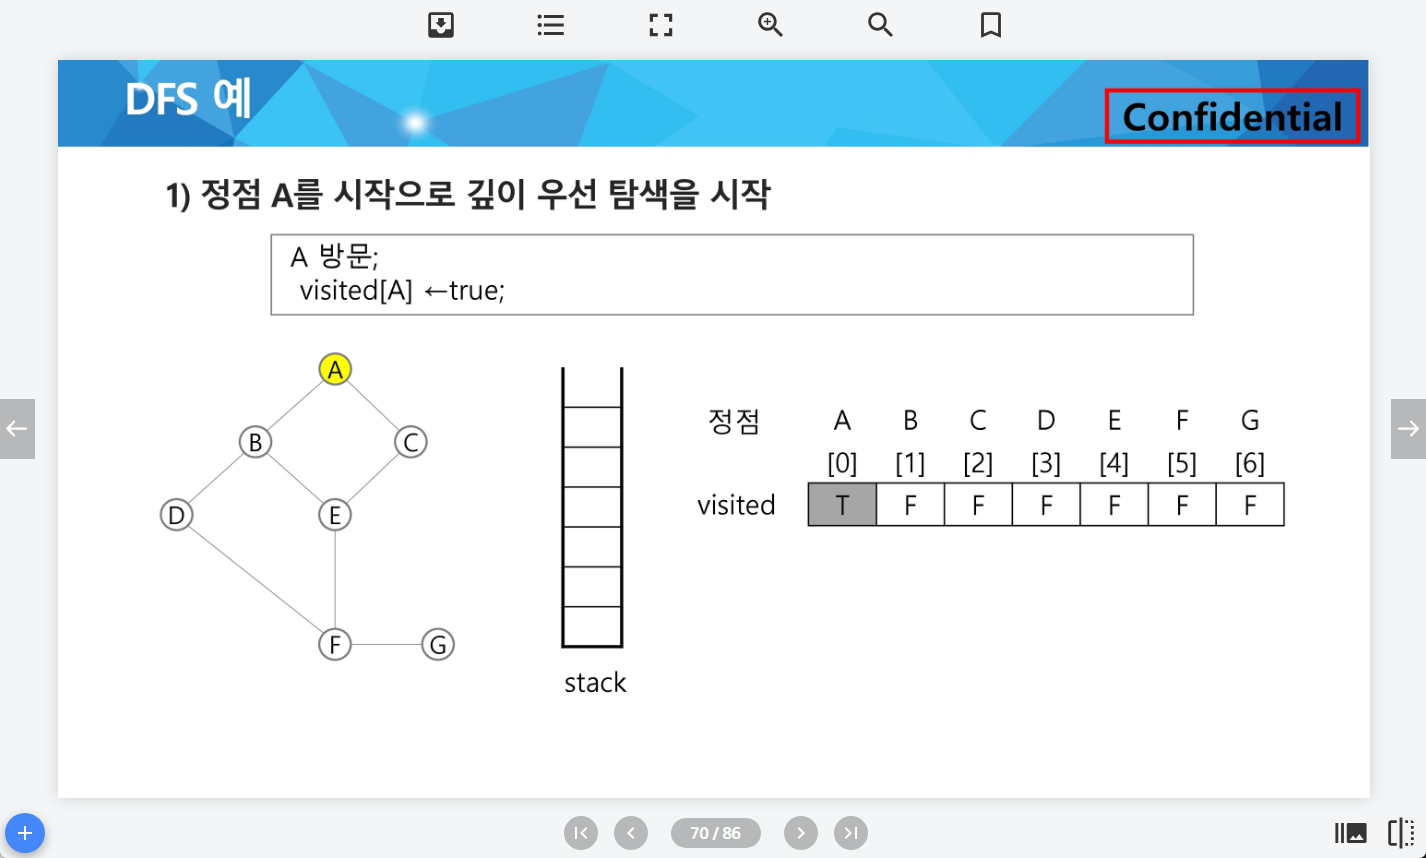 DFS 예
Confidential
1) 정점 A를 시작으로 깊이 우선 탐색을 시작
A 방문;
visited[A] ←true;
A
B
C
D
E
F
G
stack
정점 A B C D E F G
[0] [1] [2] [3] [4] [5] [6]
visited T F F F F F F
70 / 86